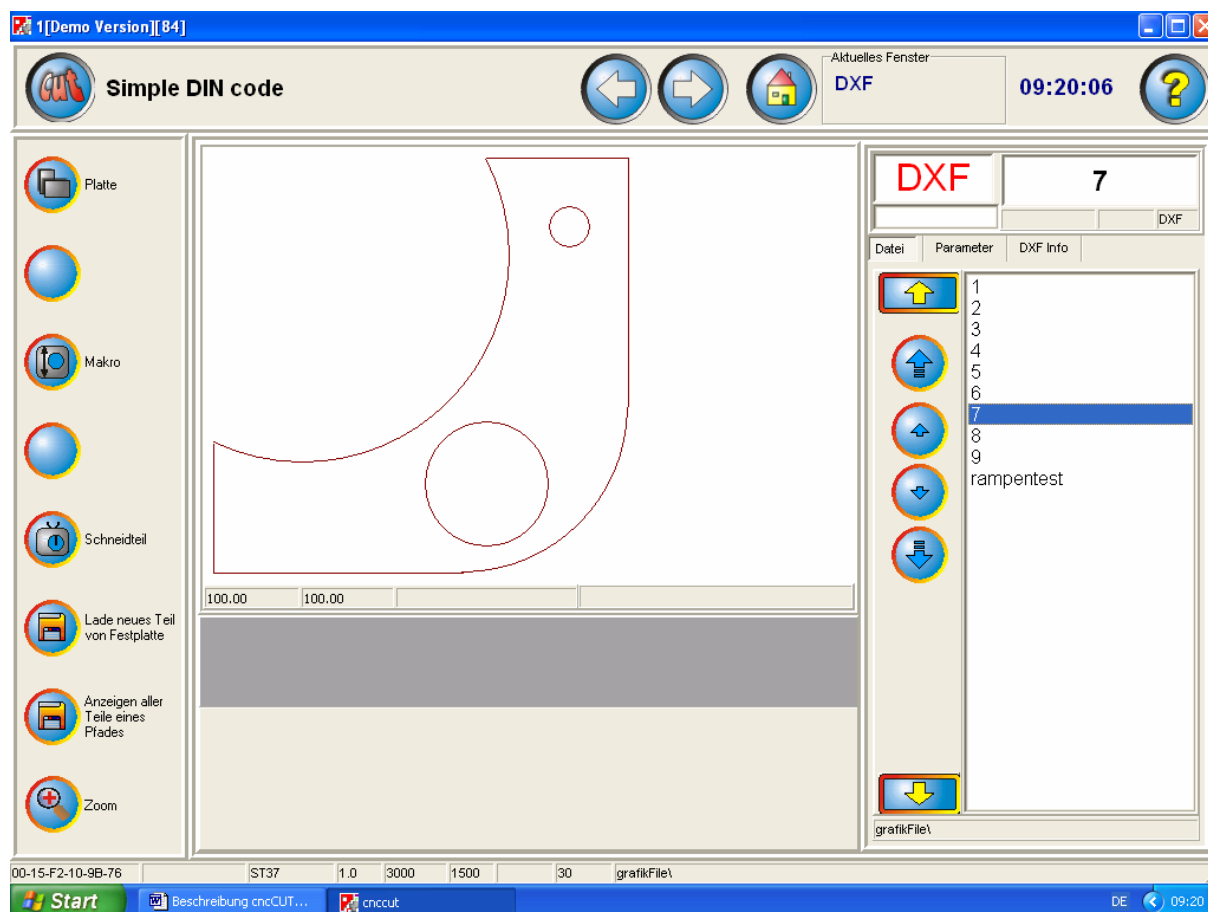 1[Demo Version][84]
cut
Simple DIN code
Aktuelles Fenster
DXF
09:20:06
?
Platte
Makro
Schneidteil
Lade neues Teil
von Festplatte
Anzeigen aller
Teile eines
Pfades
Zoom
100.00 100.00
DXF
7
DXF
Datei Parameter DXF Info
1
2
3
4
5
6
7
8
9
rampentest
grafikFile\
00-15-F2-10-9B-76 ST37 1.0 3000 1500 30 grafikFile\
Start Beschreibung cncCUT... cnccut DE 09:20